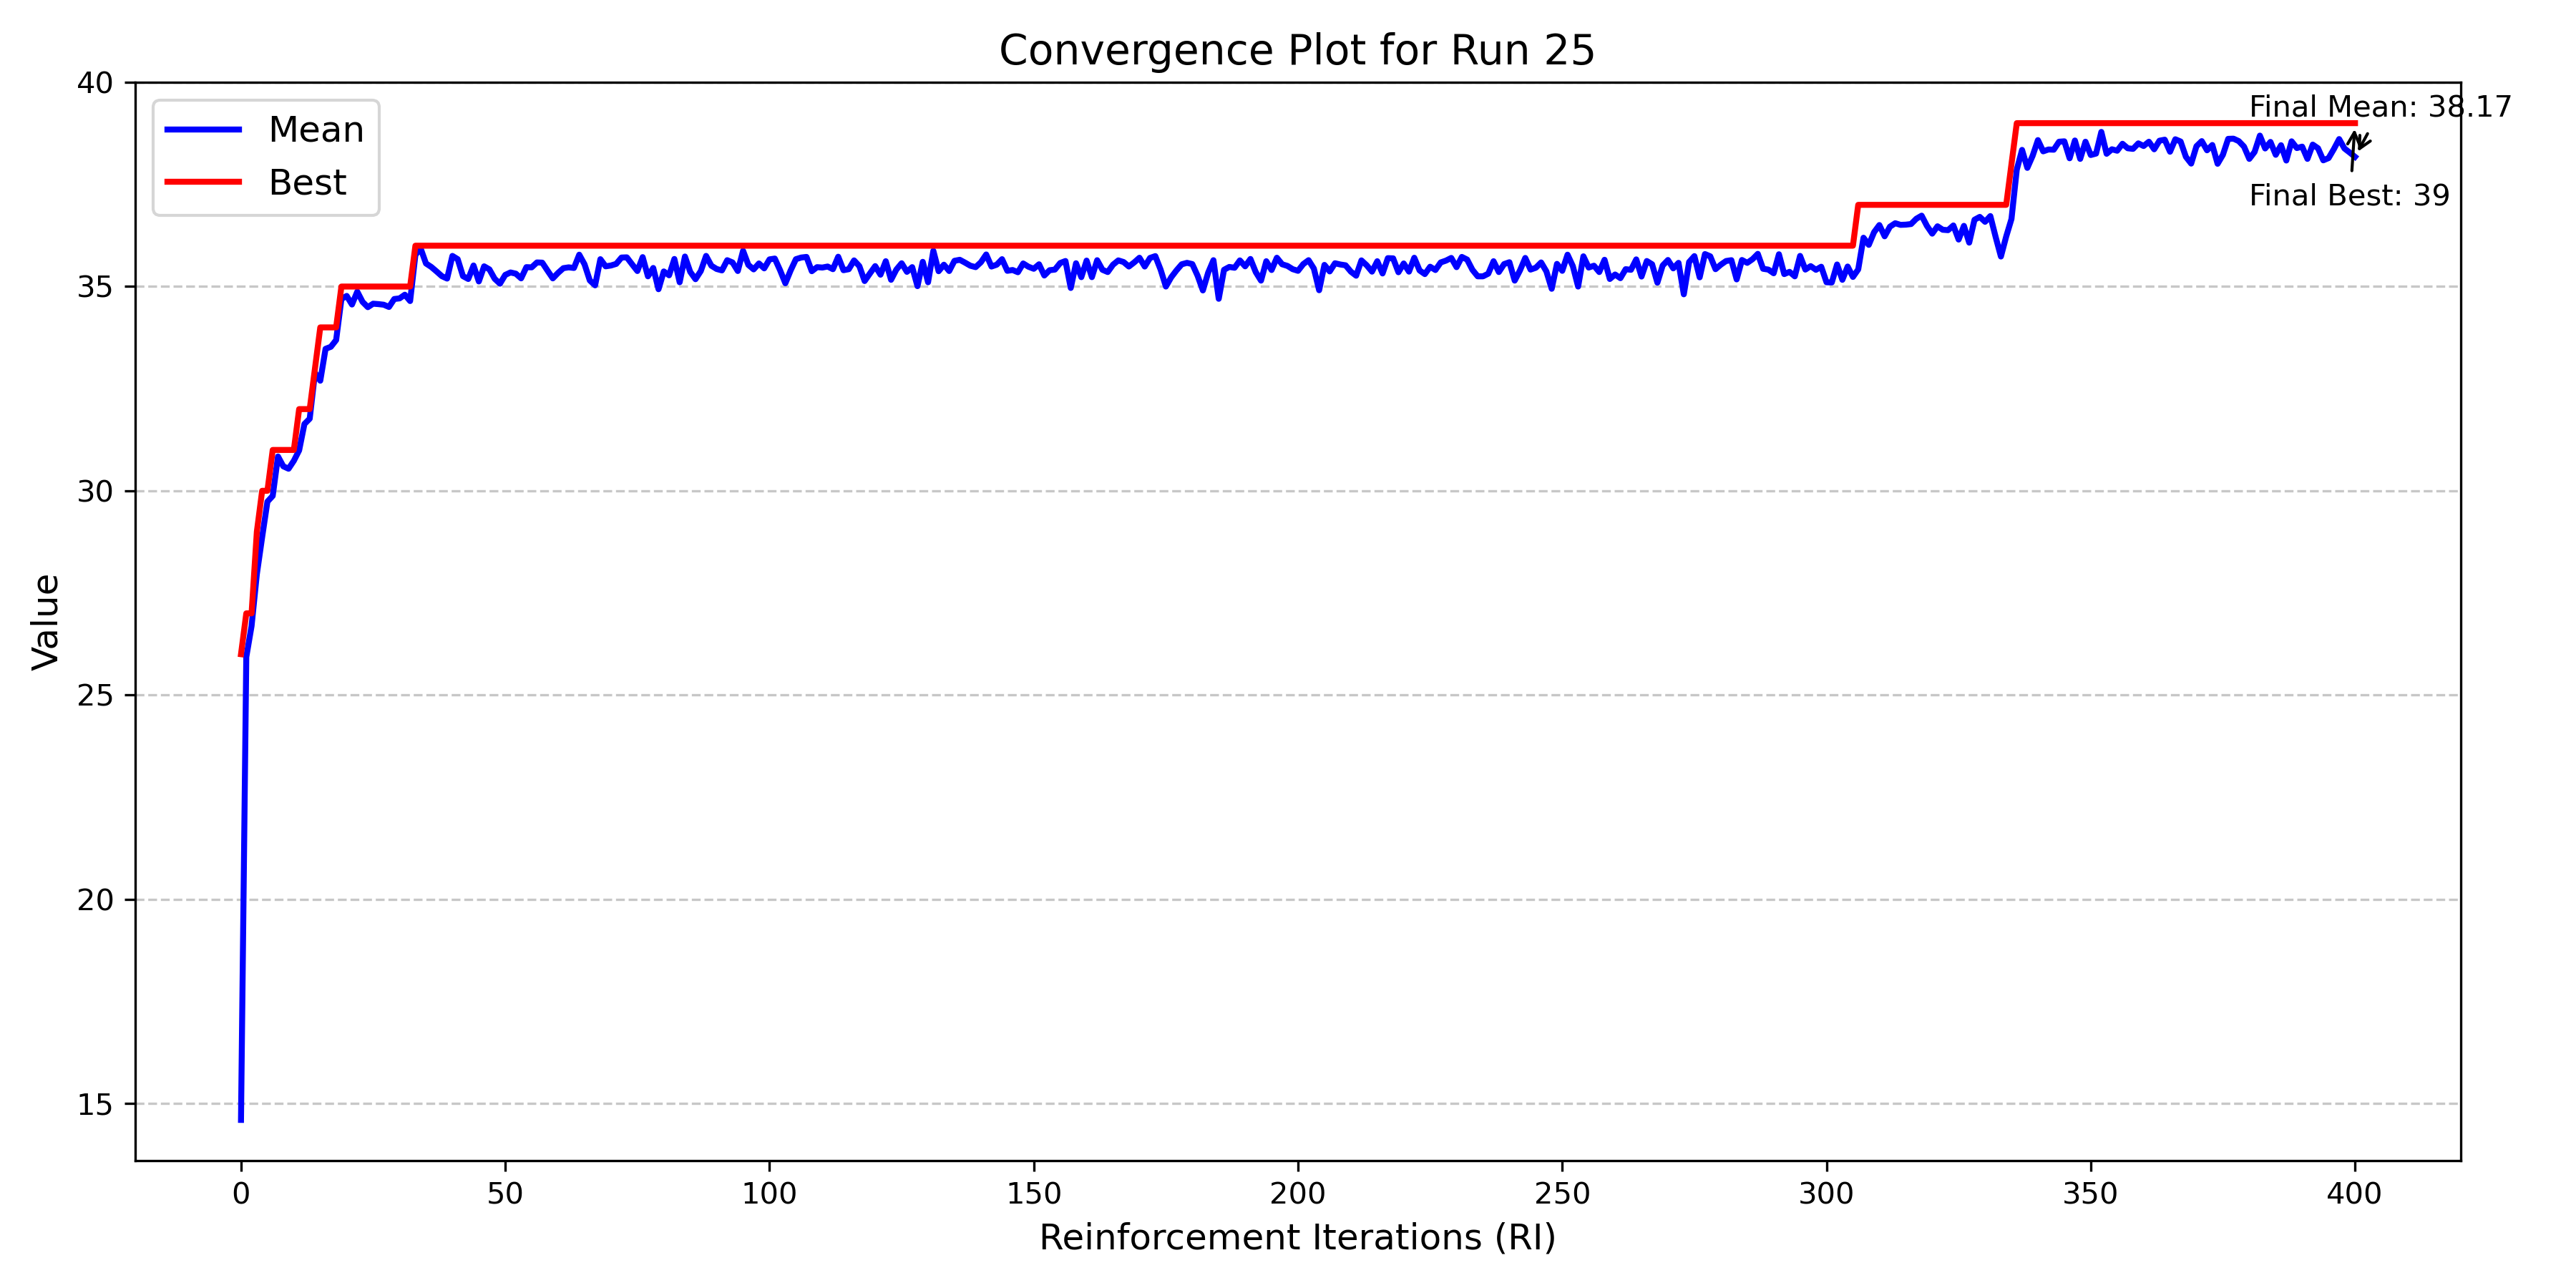 Convergence Plot for Run 25
Mean
Best
Final Mean: 38.17
Final Best: 39
Value
40
35
30
25
20
15
0 50 100 150 200 250 300 350 400
Reinforcement Iterations (RI)